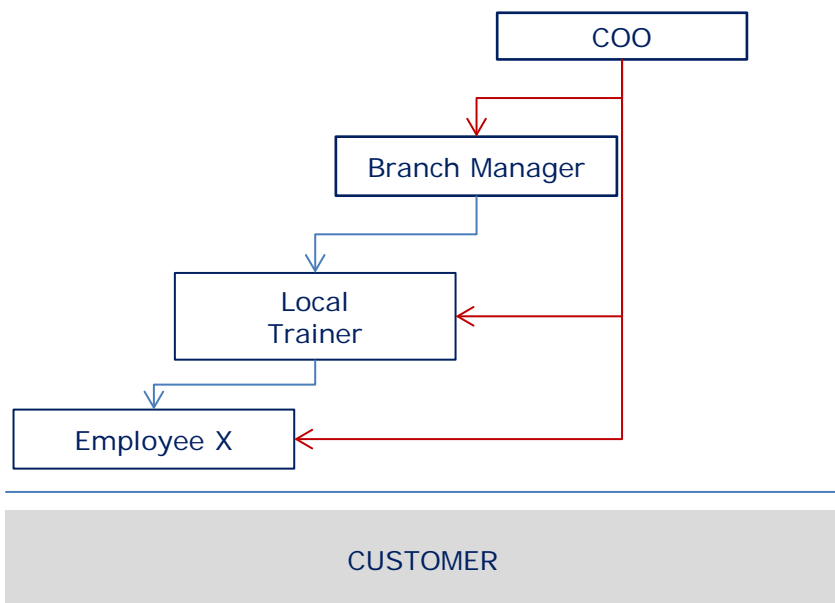 COO
Branch Manager
Local
Trainer
Employee X
CUSTOMER